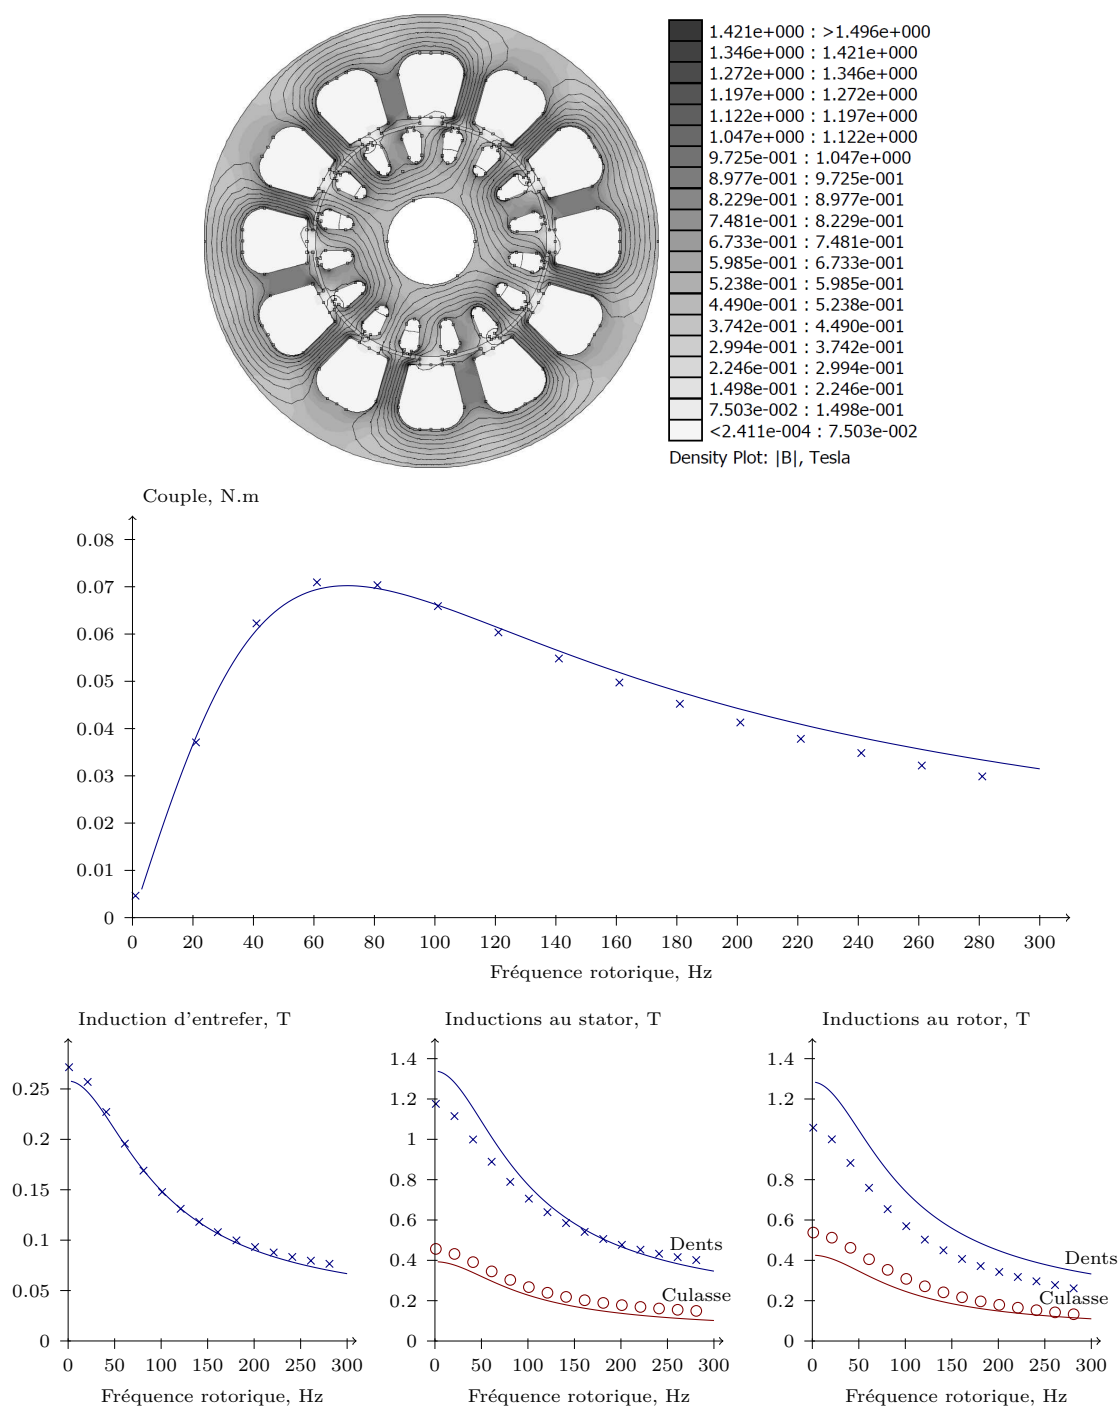 1.421e+000 : >1.496e+000
1.346e+000 : 1.421e+000
1.272e+000 : 1.346e+000
1.197e+000 : 1.272e+000
1.122e+000 : 1.197e+000
1.047e+000 : 1.122e+000
9.725e-001 : 1.047e+000
8.977e-001 : 9.725e-001
8.229e-001 : 8.977e-001
7.481e-001 : 8.229e-001
6.733e-001 : 7.481e-001
5.985e-001 : 6.733e-001
5.238e-001 : 5.985e-001
4.490e-001 : 5.238e-001
3.742e-001 : 4.490e-001
2.994e-001 : 3.742e-001
2.246e-001 : 2.994e-001
1.498e-001 : 2.246e-001
7.503e-002 : 1.498e-001
<2.411e-004 : 7.503e-002
Density Plot: |B|, Tesla
Couple, N.m
0.08
0.07
0.06
0.05
0.04
0.03
0.02
0.01
0
0 20 40 60 80 100 120 140 160 180 200 220 240 260 280 300
Fréquence rotorique, Hz
Induction d'entrefer, T
0.25
0.2
0.15
0.1
0.05
0
0 50 100 150 200 250 300
Fréquence rotorique, Hz
Inductions au stator, T
1.4
1.2
1
0.8
0.6
0.4
0.2
0
Dents
Culasse
0 50 100 150 200 250 300
Fréquence rotorique, Hz
Inductions au rotor, T
1.4
1.2
1
0.8
0.6
0.4
0.2
0
Dents
Culasse
0 50 100 150 200 250 300
Fréquence rotorique, Hz